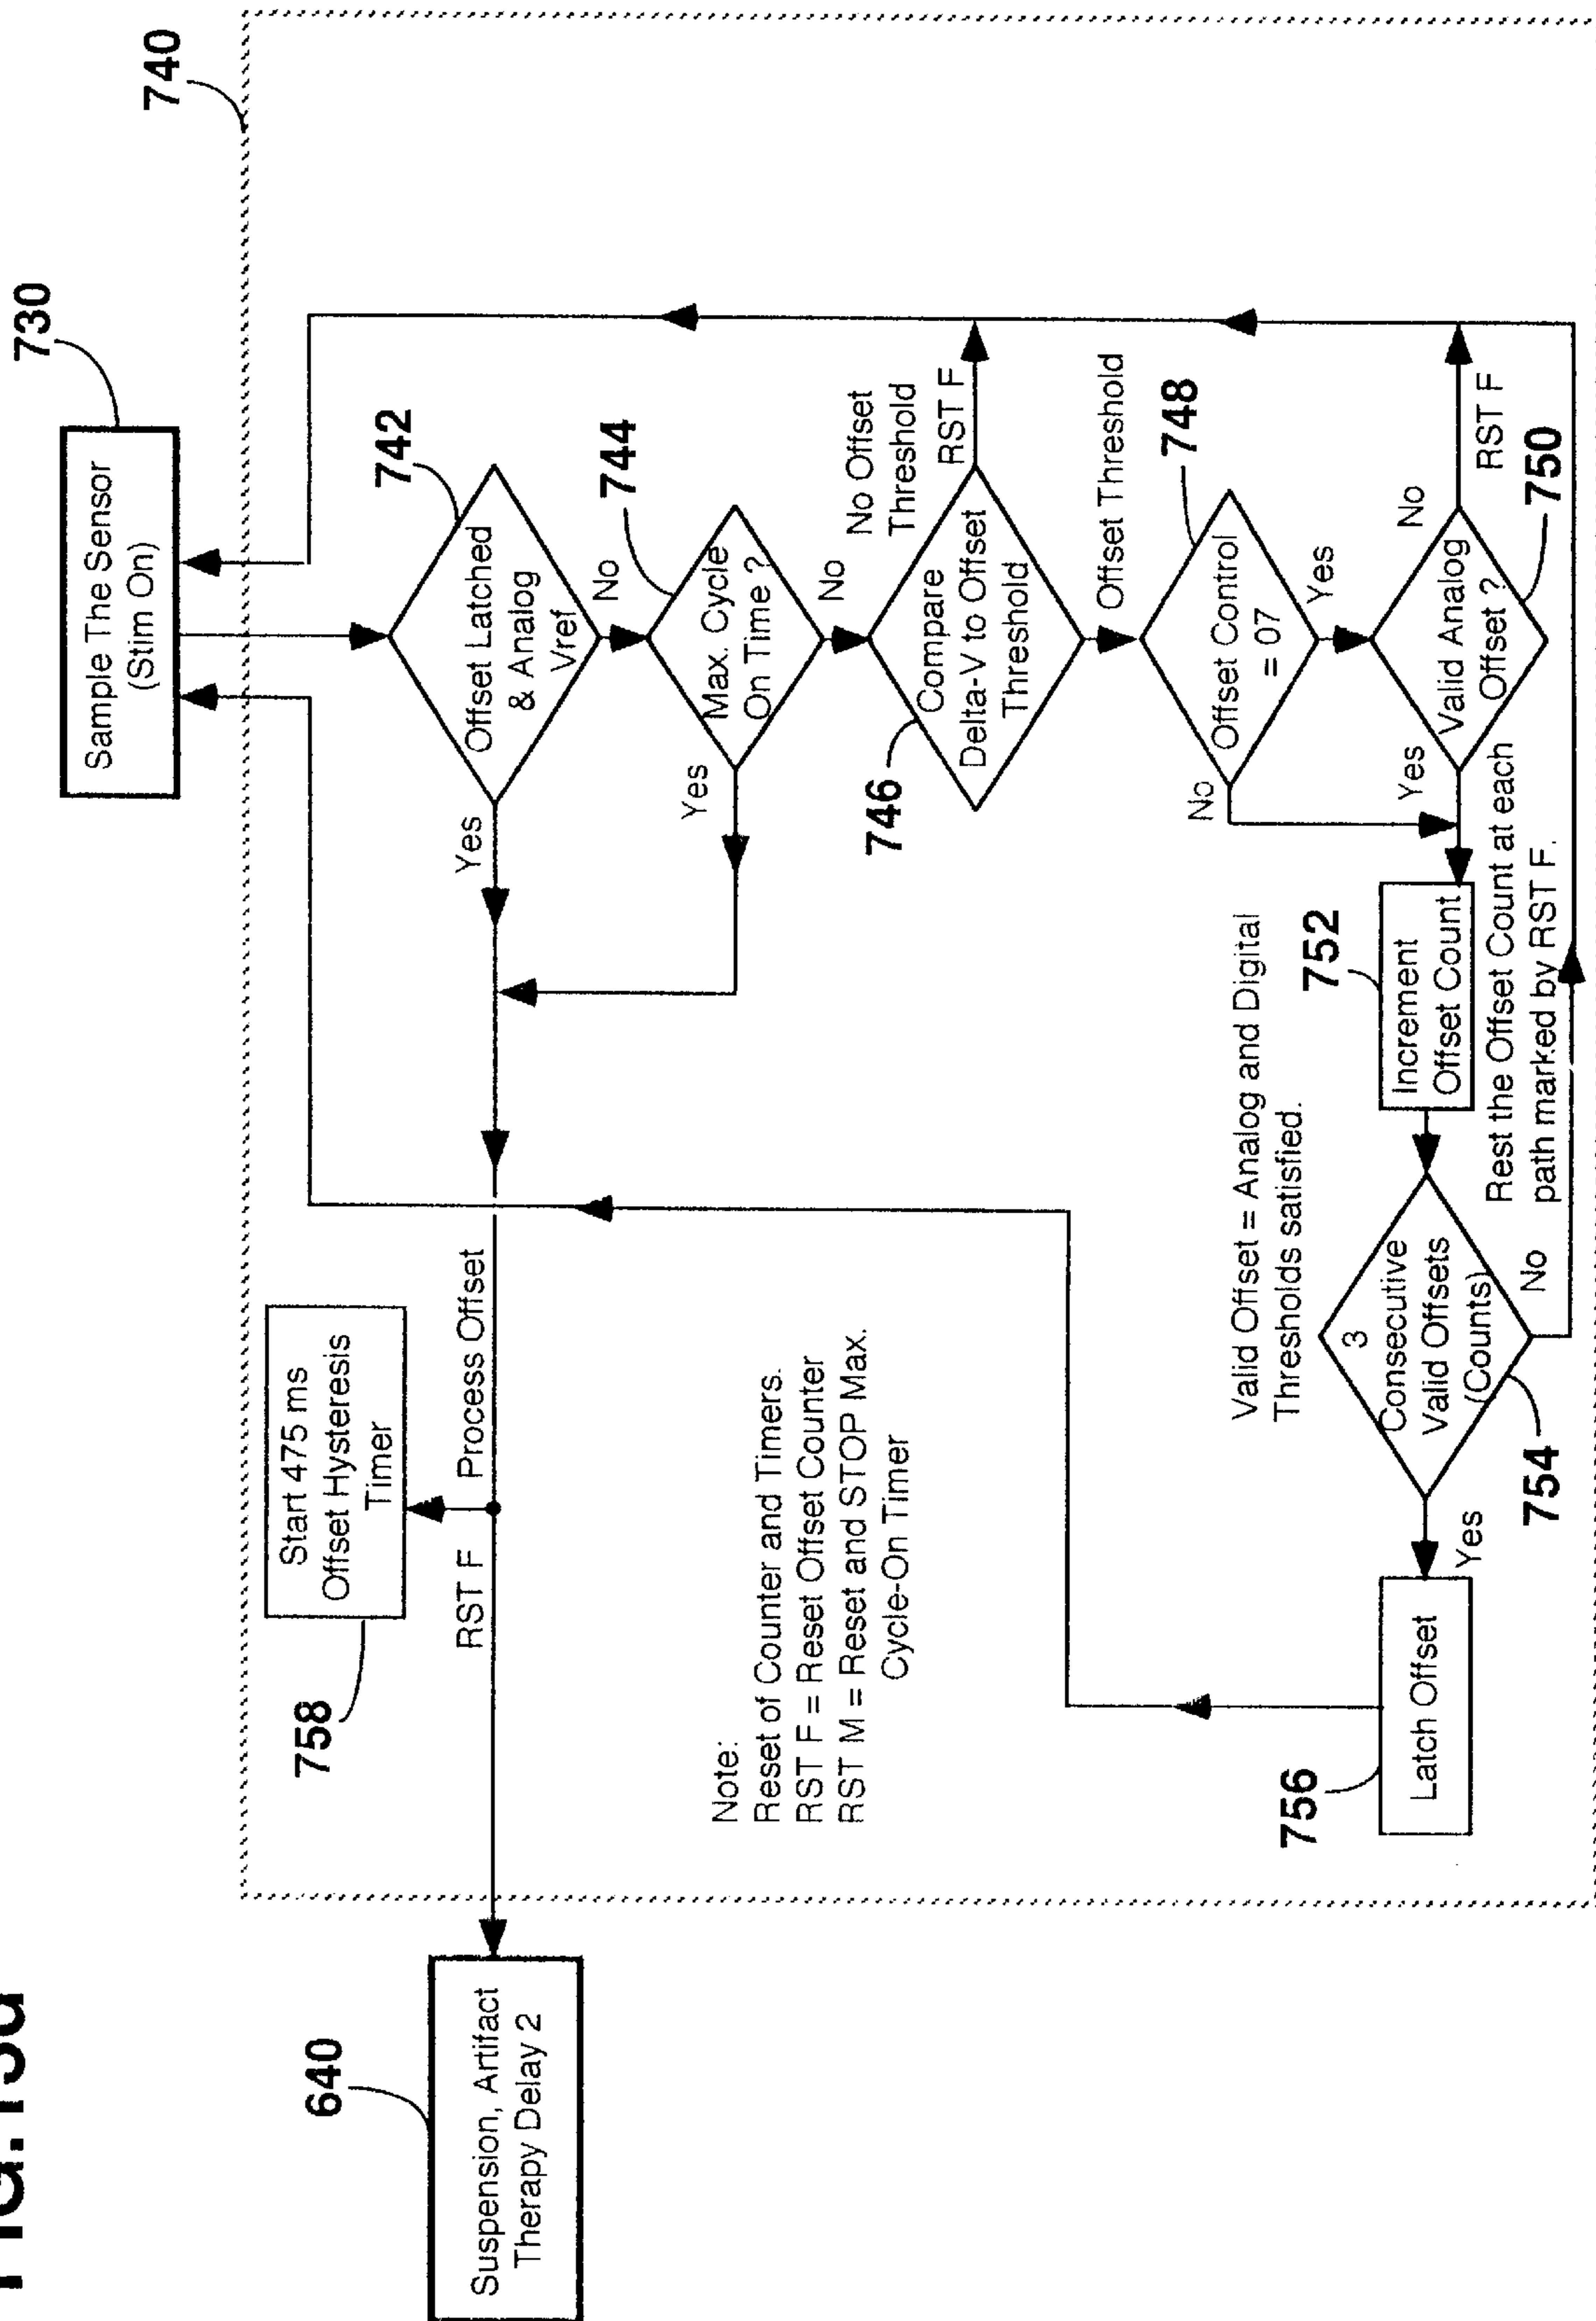 730
Sample The Sensor
(Stim On)
740
742
Offset Latched
& Analog
Vref
Yes
No
744
Max. Cycle
On Time ?
Yes
No
746
Compare
Delta-V to Offset
Threshold
No Offset
Threshold
RST F
Offset Threshold
748
Offset Control
= 07
No
Yes
750
Valid Analog
Offset ?
Yes
No
RST F
752
Increment
Offset Count
Rest the Offset Count at each
path marked by RST F.
Valid Offset = Analog and Digital
Thresholds satisfied.
754
3
Consecutive
Valid Offsets
(Counts)
No
Yes
756
Latch Offset
Process Offset
758
Start 475 ms
Offset Hysteresis
Timer
RST F
Note:
Reset of Counter and Timers.
RST F = Reset Offset Counter
RST M = Reset and STOP Max.
Cycle-On Timer
640
Suspension, Artifact
Therapy Delay 2